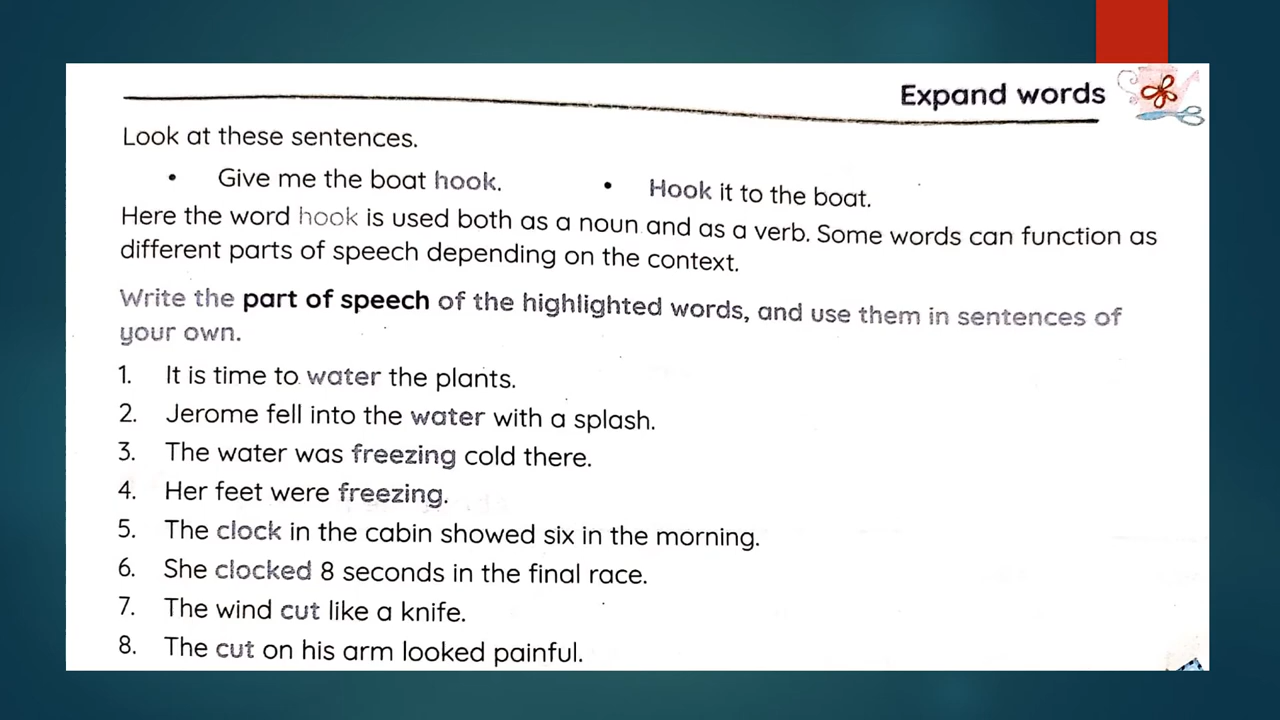 Expand words
Look at these sentences.
• Give me the boat hook. • Hook it to the boat.
Here the word hook is used both as a noun and as a verb. Some words can function as
different parts of speech depending on the context.
Write the part of speech of the highlighted words, and use them in sentences of
your own.
1. It is time to water the plants.
2. Jerome fell into the water with a splash.
3. The water was freezing cold there.
4. Her feet were freezing.
5. The clock in the cabin showed six in the morning.
6. She clocked 8 seconds in the final race.
7. The wind cut like a knife.
8. The cut on his arm looked painful.